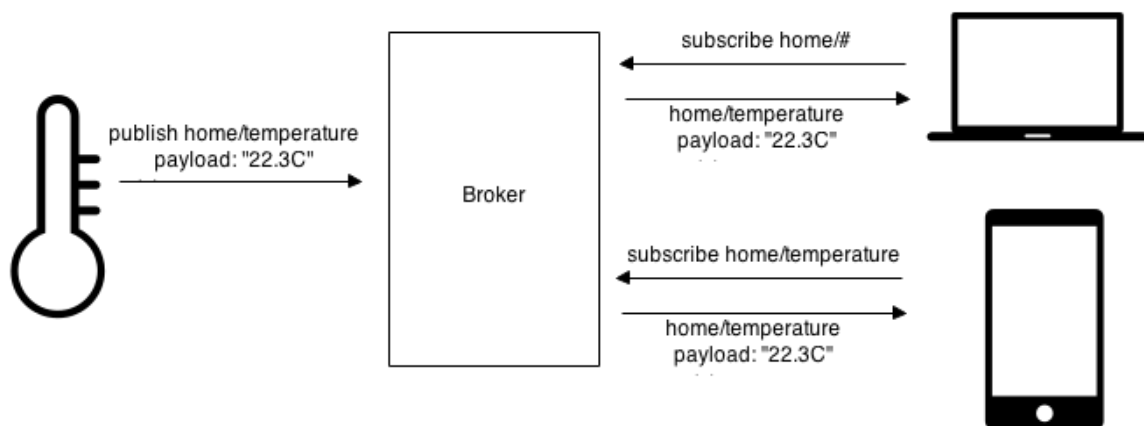 publish home/temperature
payload: "22.3C"
Broker
subscribe home/#
home/temperature
payload: "22.3C"
subscribe home/temperature
home/temperature
payload: "22.3C"